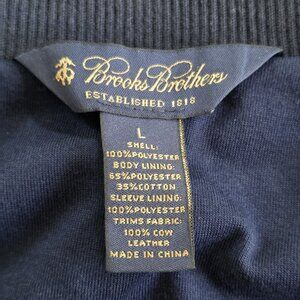 Brooks Brothers
ESTABLISHED 1818
L
SHELL:
100%POLYESTER
BODY LINING:
65%POLYESTER
35%COTTON
SLEEVE LINING:
100%POLYESTER
TRIMS FABRIC:
100% COW
LEATHER
MADE IN CHINA